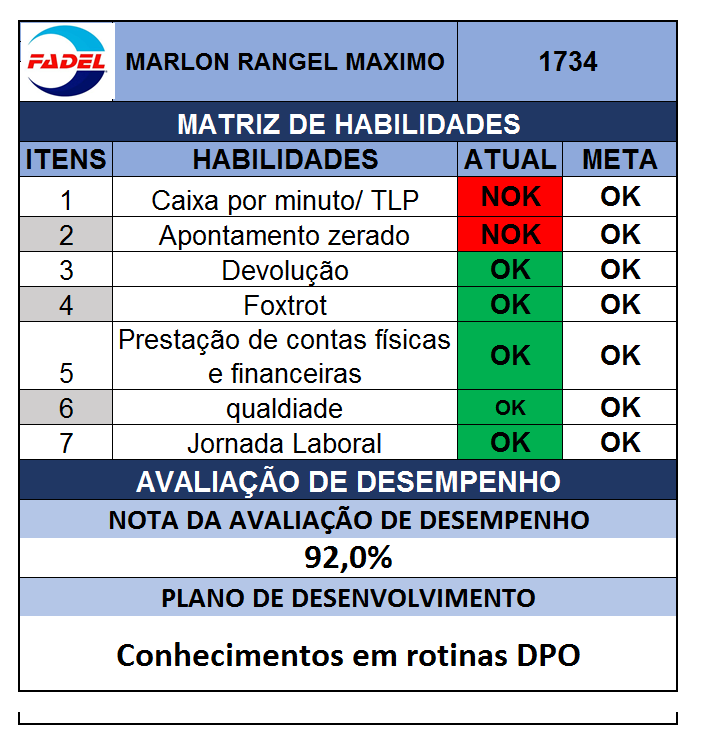 FADEL MARLON RANGEL MAXIMO 1734
MATRIZ DE HABILIDADES
ITENS HABILIDADES ATUAL META
1 Caixa por minuto/ TLP NOK OK
2 Apontamento zerado NOK OK
3 Devolução OK OK
4 Foxtrot OK OK
Prestação de contas físicas
5 e financeiras OK OK
6 qualdiade OK OK
7 Jornada Laboral OK OK
AVALIAÇÃO DE DESEMPENHO
NOTA DA AVALIAÇÃO DE DESEMPENHO
92,0%
PLANO DE DESENVOLVIMENTO
Conhecimentos em rotinas DPO